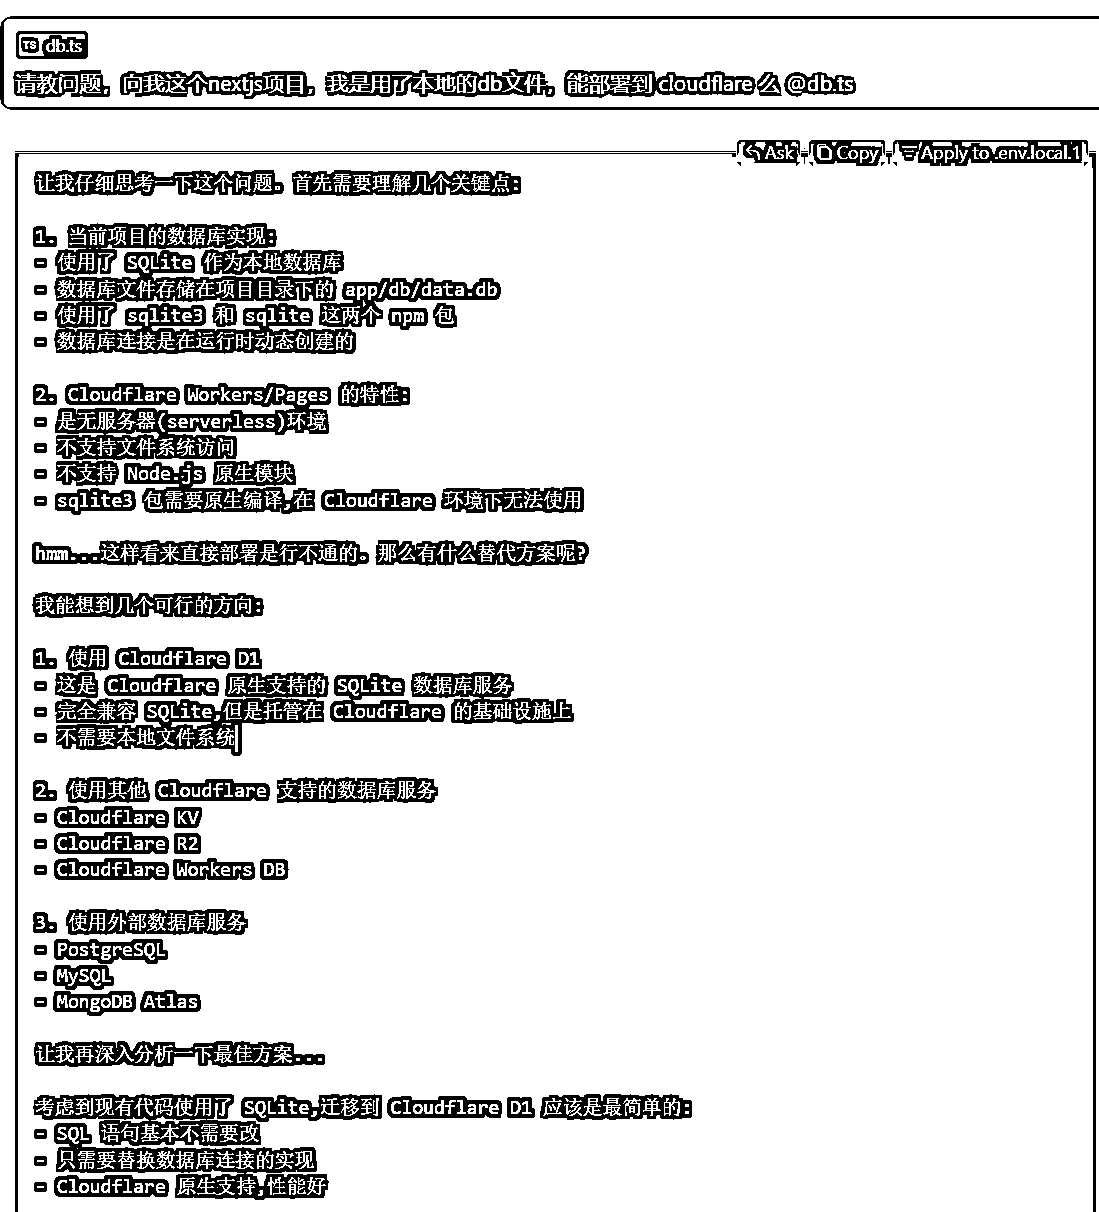 TS db.ts
请教问题，向我这个nextjs项目，我是用了本地的db文件，能部署到 cloudflare 么 @db.ts
Ask Copy Apply to .env.local.1
让我仔细思考一下这个问题。首先需要理解几个关键点:
1. 当前项目的数据库实现:
- 使用了 SQLite 作为本地数据库
- 数据库文件存储在项目目录下的 app/db/data.db
- 使用了 sqlite3 和 sqlite 这两个 npm 包
- 数据库连接是在运行时动态创建的
2. Cloudflare Workers/Pages 的特性:
- 是无服务器(serverless)环境
- 不支持文件系统访问
- 不支持 Node.js 原生模块
- sqlite3 包需要原生编译,在 Cloudflare 环境下无法使用
hmm...这样看来直接部署是行不通的。那么有什么替代方案呢?
我能想到几个可行的方向:
1. 使用 Cloudflare D1
- 这是 Cloudflare 原生支持的 SQLite 数据库服务
- 完全兼容 SQLite,但是托管在 Cloudflare 的基础设施上
- 不需要本地文件系统
2. 使用其他 Cloudflare 支持的数据库服务
- Cloudflare KV
- Cloudflare R2
- Cloudflare Workers DB
3. 使用外部数据库服务
- PostgreSQL
- MySQL
- MongoDB Atlas
让我再深入分析一下最佳方案...
考虑到现有代码使用了 SQLite,迁移到 Cloudflare D1 应该是最简单的:
- SQL 语句基本不需要改
- 只需要替换数据库连接的实现
- Cloudflare 原生支持,性能好